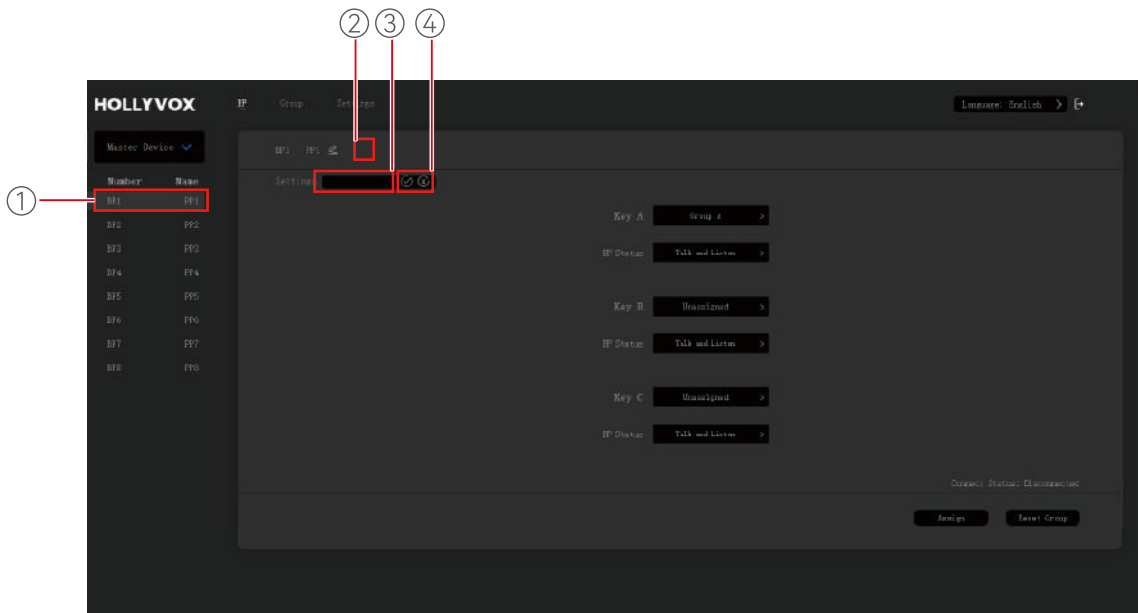 ② ③ ④
HOLLYVOX BP Group Settings Language: English >
Master Device
BP1 PP1
Number Name
Settings
①
BP1 PP1
Key A Group z >
BP2 PP2
BP3 PP3
BP Status Talk and Listen >
BP4 PP4
BP5 PP5
Key B Unassigned >
BP6 PP6
BP7 PP7
BP Status Talk and Listen >
BP8 PP8
Key C Unassigned >
BP Status Talk and Listen >
Connect Status: Disconnected
Assign Reset Group